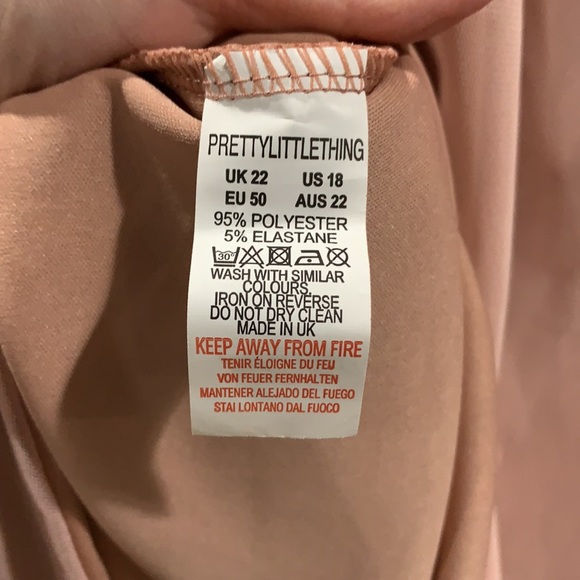 PRETTYLITTLETHING
UK 22 US 18
EU 50 AUS 22
95% POLYESTER
5% ELASTANE
30°
WASH WITH SIMILAR
COLOURS.
IRON ON REVERSE
DO NOT DRY CLEAN
MADE IN UK
KEEP AWAY FROM FIRE
TENIR ÉLOIGNE DU FEU
VON FEUER FERNHALTEN
MANTENER ALEJADO DEL FUEGO
STAI LONTANO DAL FUOCO